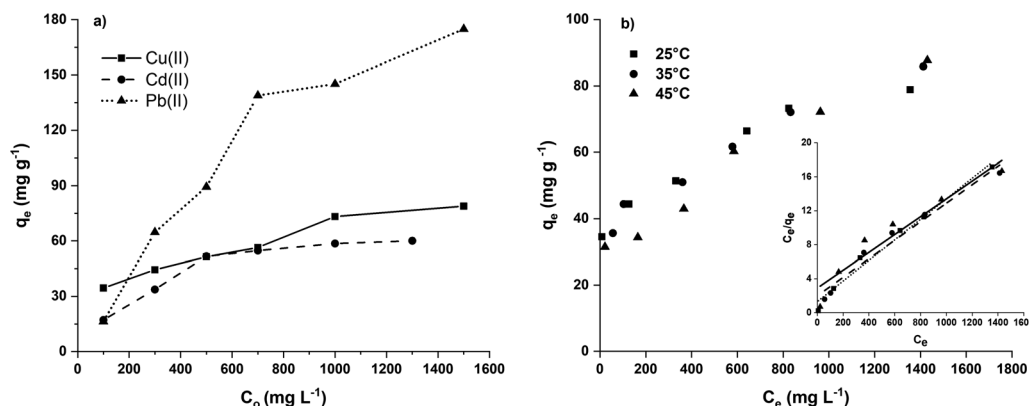 a)
Cu(II)
Cd(II)
Pb(II)
180
150
120
90
60
30
0
200 400 600 800 1000 1200 1400 1600
qe (mg g-1)
Co (mg L-1)
b)
25°C
35°C
45°C
100
80
60
40
20
0
0 200 400 600 800 1000 1200 1400 1600 1800
qe (mg g -1)
Ce (mg L-1)
20
16
12
8
4
0
0 200 400 600 800 1000 1200 1400 160
Ce/qe
Ce